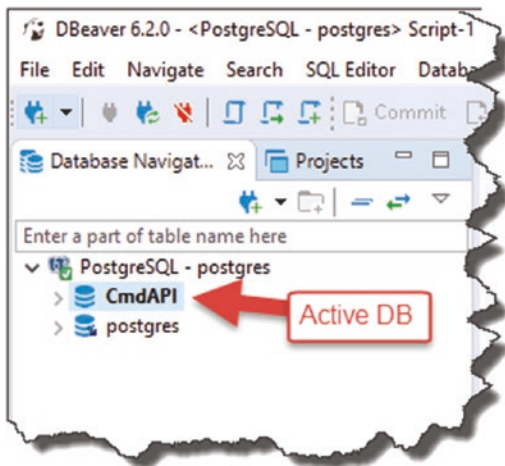 DBeaver 6.2.0 - <PostgreSQL - postgres> Script-1
File Edit Navigate Search SQL Editor Databa
Commit
Database Navigat... Projects
Enter a part of table name here
PostgreSQL - postgres
CmdAPI
Active DB
postgres